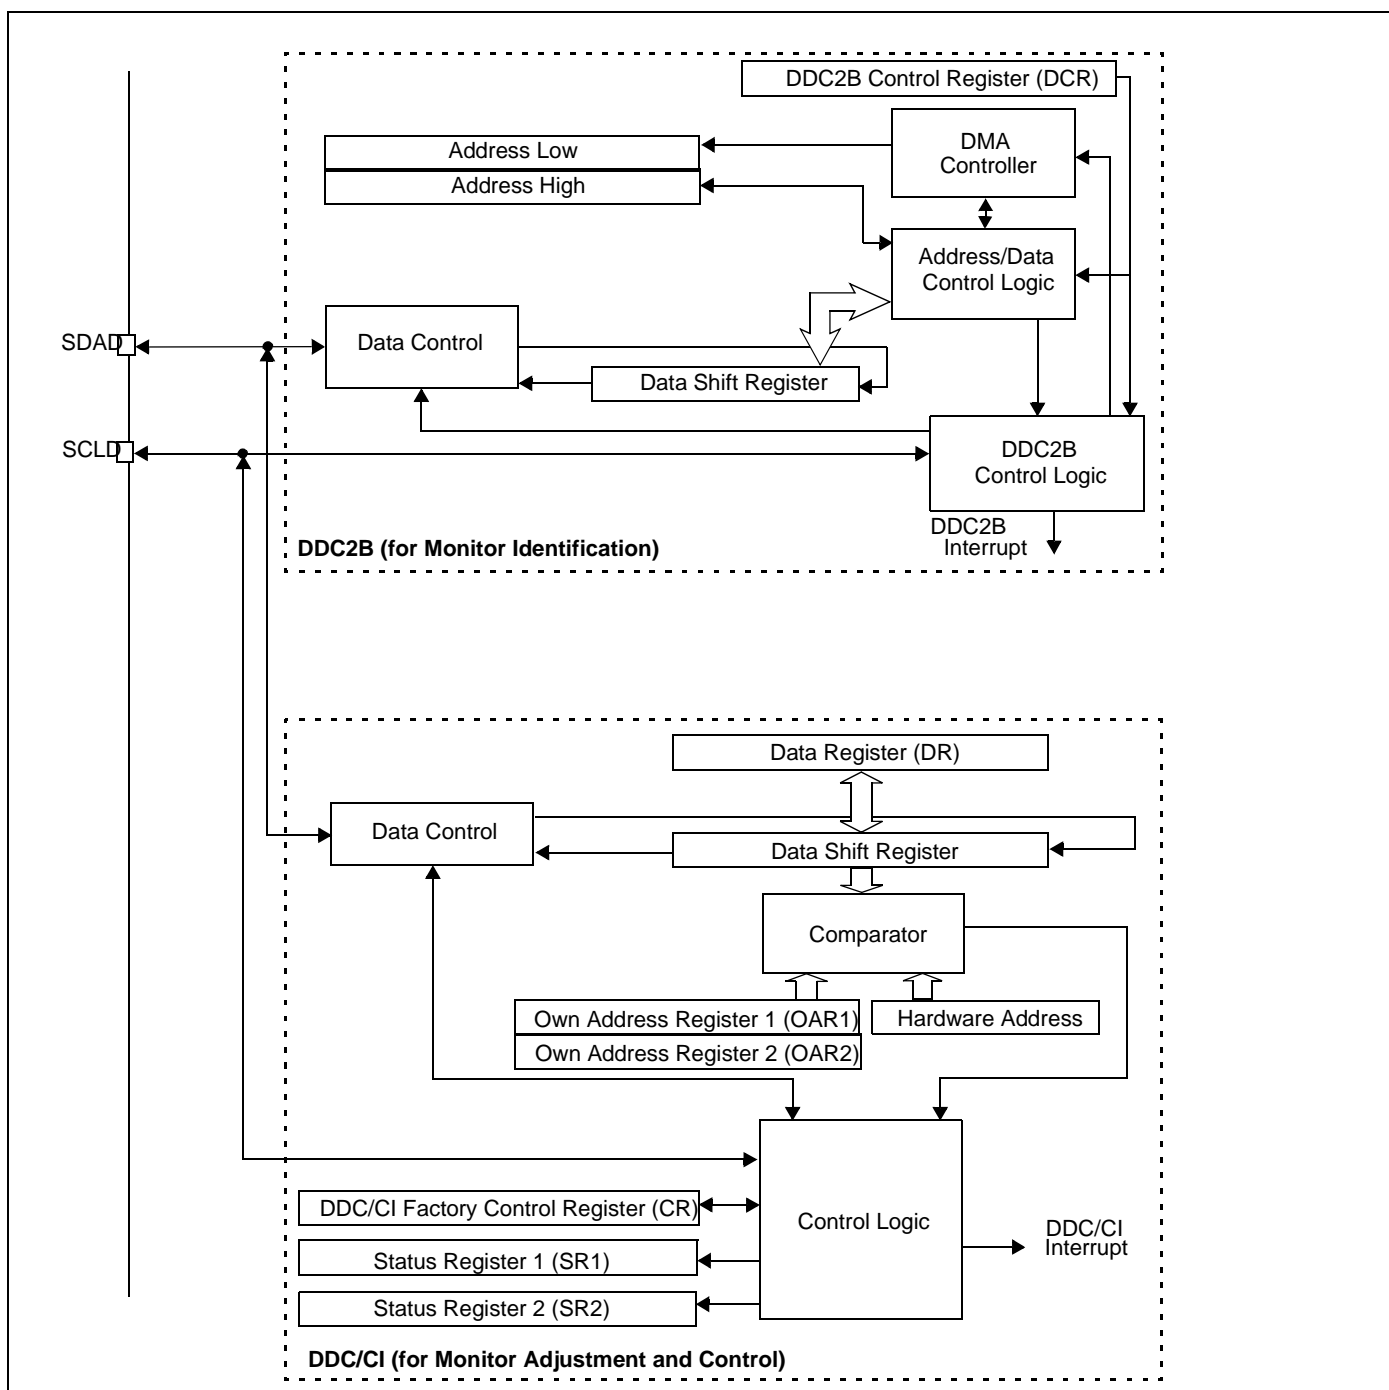 DDC2B Control Register (DCR)
DMA
Controller
Address Low
Address High
Address/Data
Control Logic
SDAD
Data Control
Data Shift Register
SCLD
DDC2B
Control Logic
DDC2B
Interrupt
DDC2B (for Monitor Identification)
Data Register (DR)
Data Control
Data Shift Register
Comparator
Own Address Register 1 (OAR1)
Hardware Address
Own Address Register 2 (OAR2)
DDC/CI Factory Control Register (CR)
Control Logic
DDC/CI
Interrupt
Status Register 1 (SR1)
Status Register 2 (SR2)
DDC/CI (for Monitor Adjustment and Control)